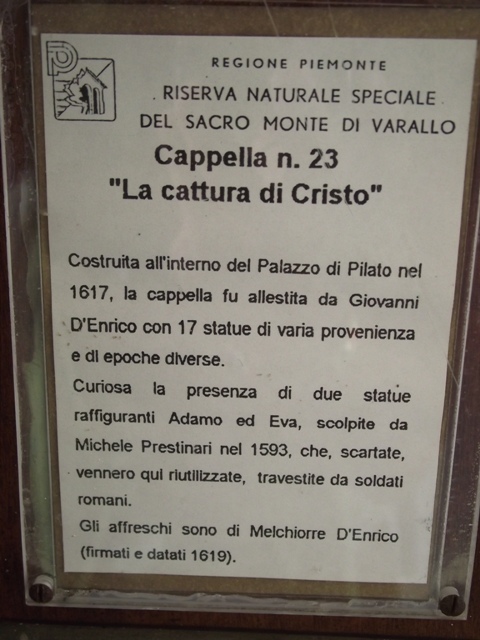 REGIONE PIEMONTE
RISERVA NATURALE SPECIALE
DEL SACRO MONTE DI VARALLO
Cappella n. 23
"La cattura di Cristo"
Costruita all'interno del Palazzo di Pilato nel
1617, la cappella fu allestita da Giovanni
D'Enrico con 17 statue di varia provenienza
e di epoche diverse.
Curiosa la presenza di due statue
raffiguranti Adamo ed Eva, scolpite da
Michele Prestinari nel 1593, che, scartate,
vennero qui riutilizzate, travestite da soldati
romani.
Gli affreschi sono di Melchiorre D'Enrico
(firmati e datati 1619).